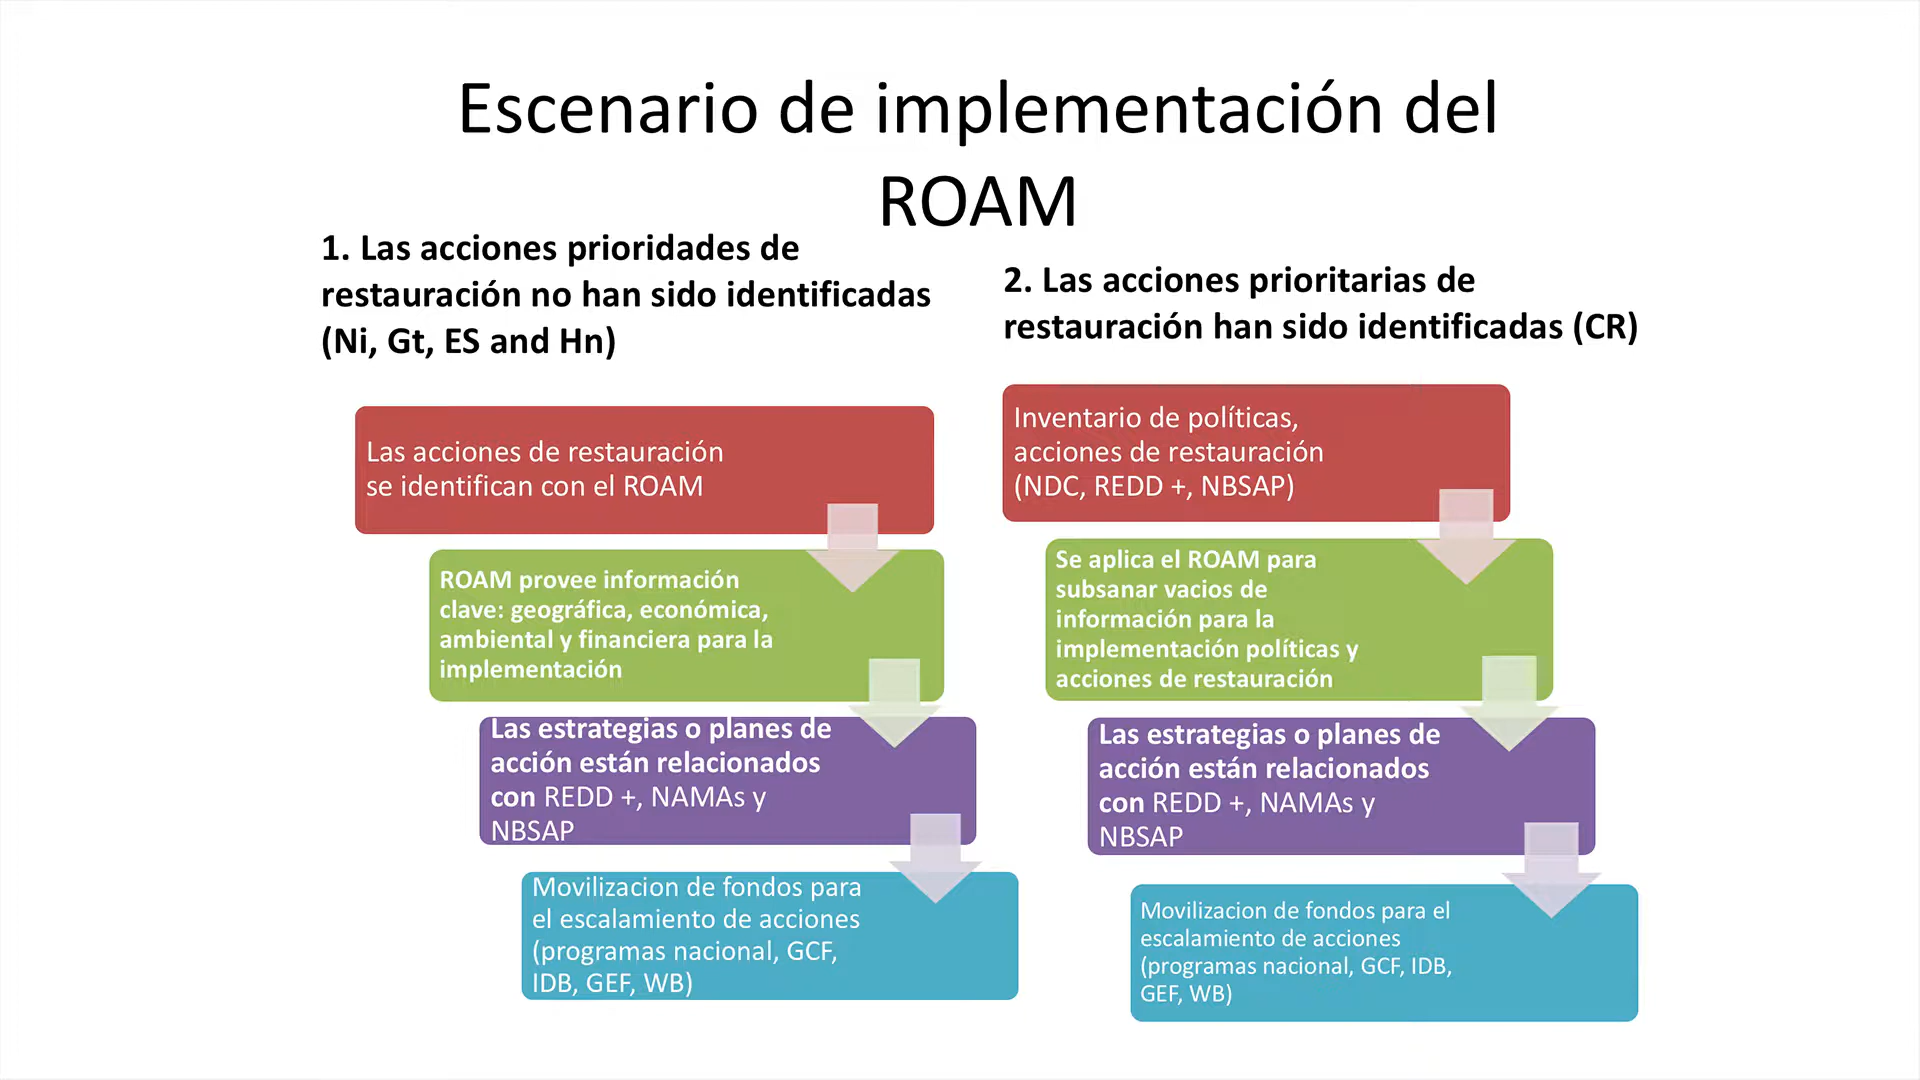 Escenario de implementación del
ROAM
1. Las acciones prioridades de
restauración no han sido identificadas
(Ni, Gt, ES and Hn)
Las acciones de restauración
se identifican con el ROAM
ROAM provee información
clave: geográfica, económica,
ambiental y financiera para la
implementación
Las estrategias o planes de
acción están relacionados
con REDD +, NAMAs y
NBSAP
Movilizacion de fondos para
el escalamiento de acciones
(programas nacional, GCF,
IDB, GEF, WB)
2. Las acciones prioritarias de
restauración han sido identificadas (CR)
Inventario de políticas,
acciones de restauración
(NDC, REDD +, NBSAP)
Se aplica el ROAM para
subsanar vacios de
información para la
implementación políticas y
acciones de restauración
Las estrategias o planes de
acción están relacionados
con REDD +, NAMAs y
NBSAP
Movilizacion de fondos para el
escalamiento de acciones
(programas nacional, GCF, IDB,
GEF, WB)